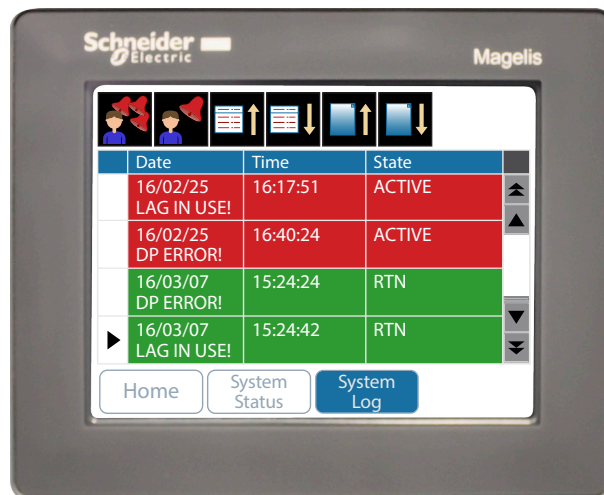 Schneider
Electric
Magelis
Date Time State
16/02/25 16:17:51 ACTIVE
LAG IN USE!
16/02/25 16:40:24 ACTIVE
DP ERROR!
16/03/07 15:24:24 RTN
DP ERROR!
16/03/07 15:24:42 RTN
LAG IN USE!
Home
System
Status
System
Log